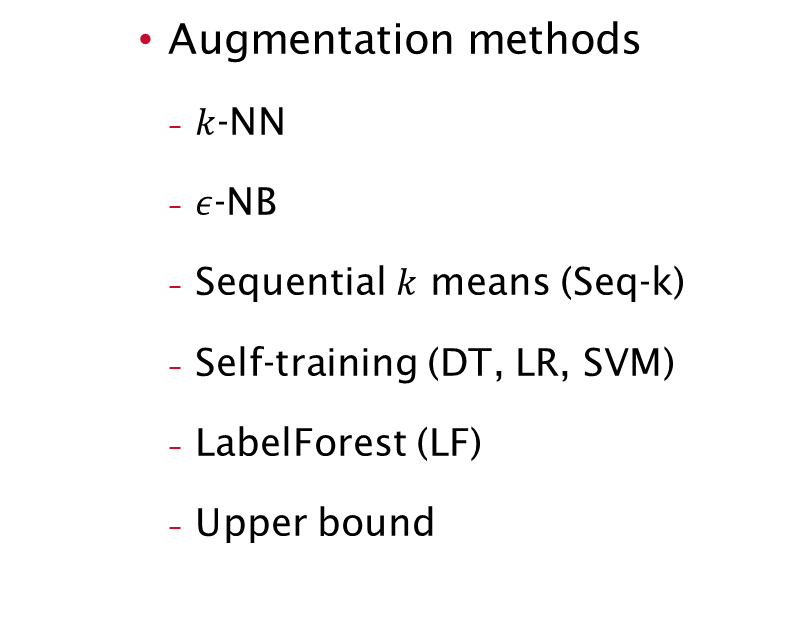 • Augmentation methods
– k-NN
– ϵ-NB
– Sequential k means (Seq-k)
– Self-training (DT, LR, SVM)
– LabelForest (LF)
– Upper bound